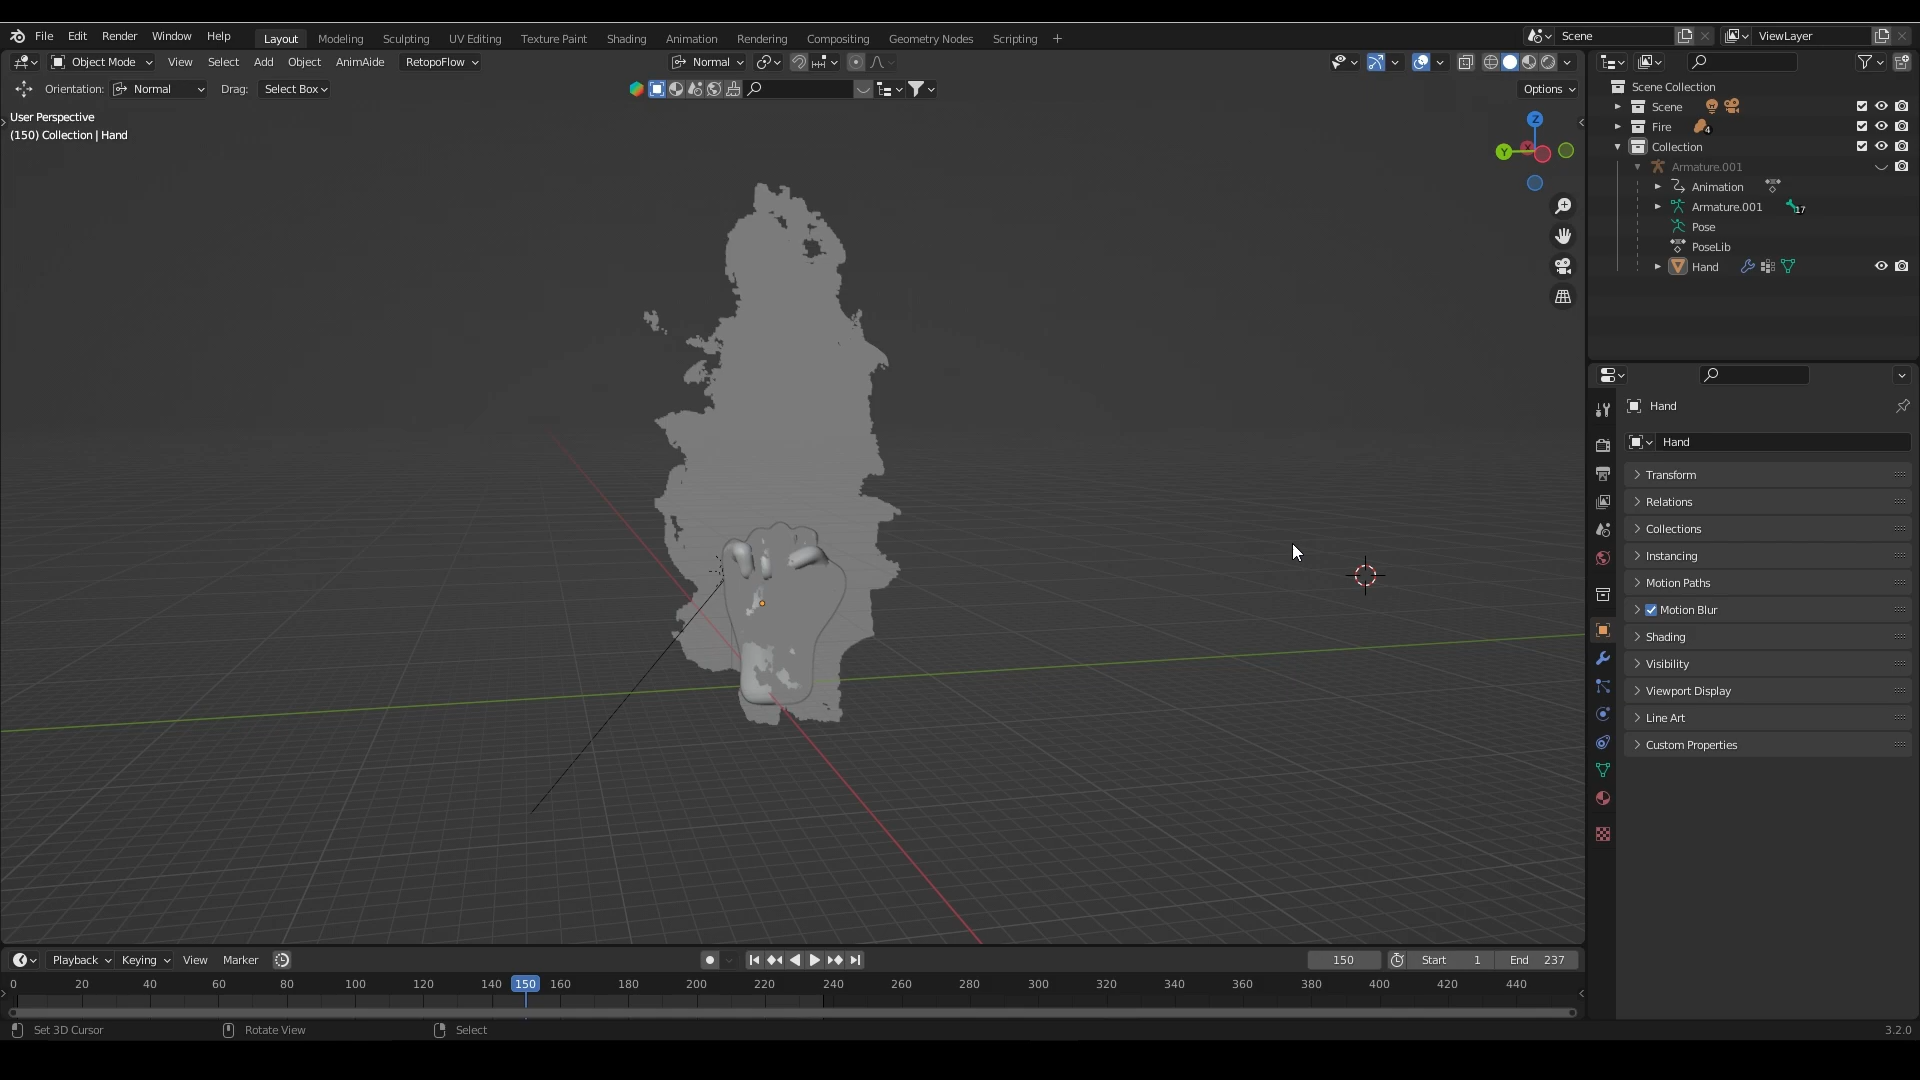 File Edit Render Window Help Layout Modeling Sculpting UV Editing Texture Paint Shading Animation Rendering Compositing Geometry Nodes Scripting + Scene ViewLayer
Object Mode View Select Add Object AnimAide RetopoFlow Normal
Orientation: Normal Drag: Select Box Options
User Perspective
(150) Collection | Hand
Z
Y
Scene Collection
Scene
Fire 4
Collection
Armature.001
Animation
Armature.001 17
Pose
PoseLib
Hand
Hand
Hand
Transform
Relations
Collections
Instancing
Motion Paths
Motion Blur
Shading
Visibility
Viewport Display
Line Art
Custom Properties
Playback Keying View Marker 150 Start 1 End 237
0 20 40 60 80 100 120 140 150 160 180 200 220 240 260 280 300 320 340 360 380 400 420 440
Set 3D Cursor Rotate View Select 3.2.0